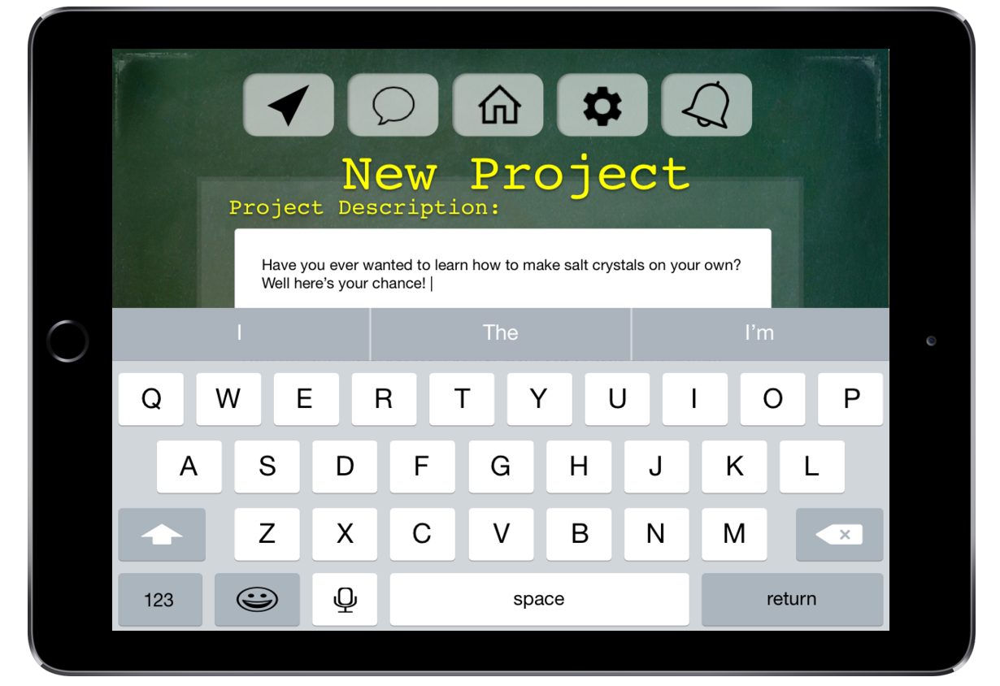 New Project
Project Description:
Have you ever wanted to learn how to make salt crystals on your own?
Well here's your chance!
I The I'm
Q W E R T Y U I O P
A S D F G H J K L
Z X C V B N M
123 space return